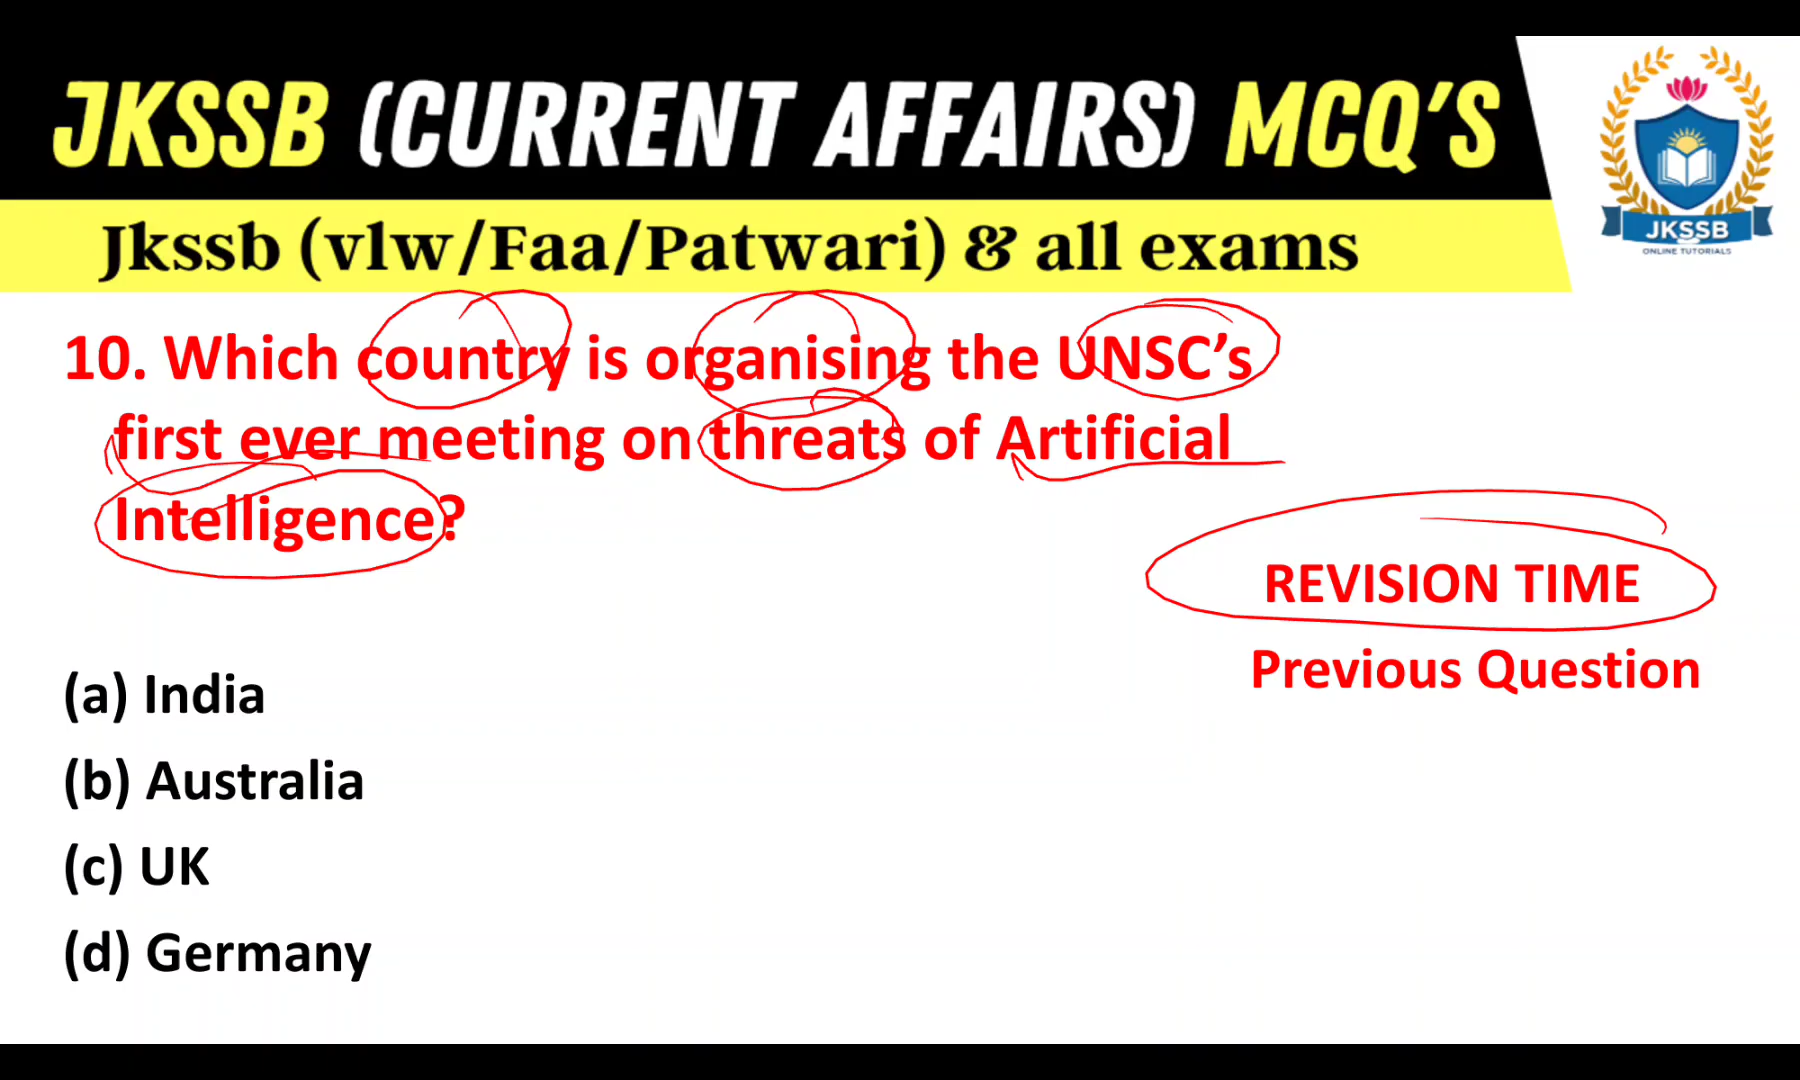 JKSSB (CURRENT AFFAIRS) MCQ'S
JKSSB
ONLINE TUTORIALS
Jkssb (vlw/Faa/Patwari) & all exams
10. Which country is organising the UNSC’s
first ever meeting on threats of Artificial
Intelligence?
REVISION TIME
Previous Question
(a) India
(b) Australia
(c) UK
(d) Germany